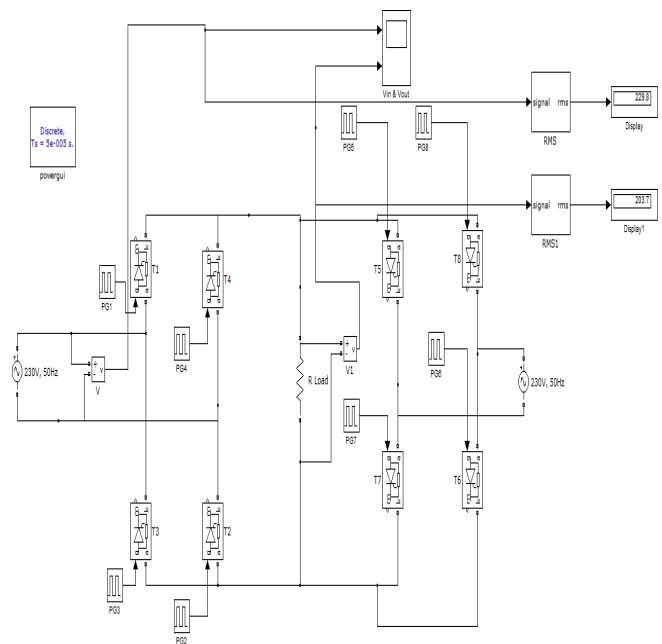 Vin & Vout
signal rms
RMS
229.8
Display
Discrete,
Ts = 5e-005 s.
powergui
PG5
PG8
signal rms
RMS1
203.7
Display1
T1
T4
T5
T8
PG1
PG4
230V, 50Hz
+
-
v
V
R Load
+
-
v
V1
PG6
230V, 50Hz
PG7
T3
T2
T7
T6
PG3
PG2